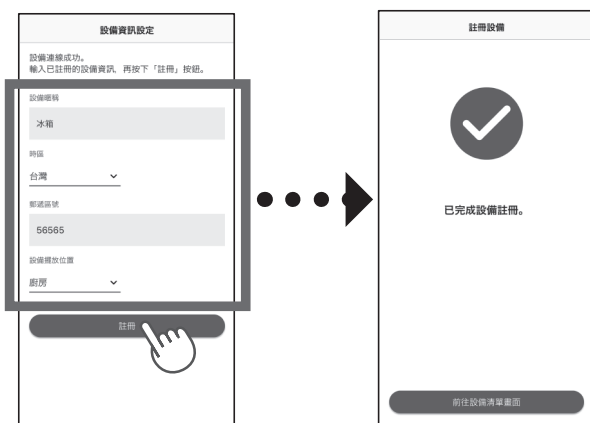 設備資訊設定
設備連線成功。
輸入已註冊的設備資訊，再按下「註冊」按鈕。
設備暱稱
冰箱
時區
台灣
郵遞區號
56565
設備擺放位置
廚房
註冊
註冊設備
已完成設備註冊。
前往設備清單畫面